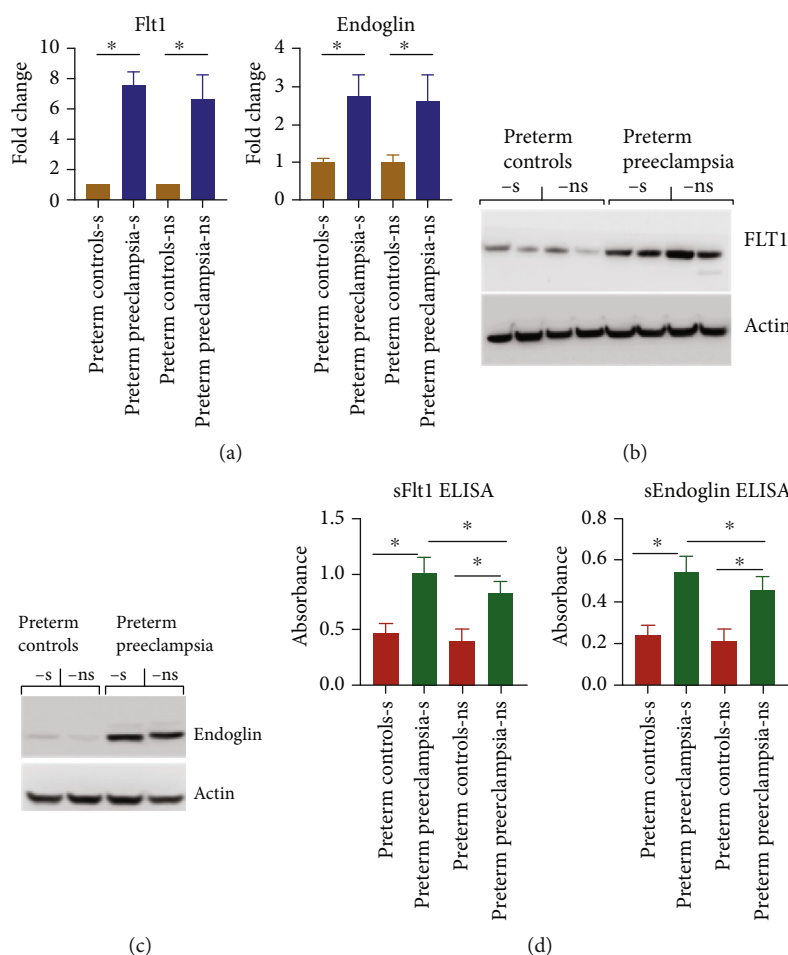 Flt1
*
*
10
8
6
4
2
0
Fold change
Preterm controls-s
Preterm preeclampsia-s
Preterm controls-ns
Preterm preeclampsia-ns
Endoglin
*
*
4
3
2
1
0
Fold change
Preterm controls-s
Preterm preeclampsia-s
Preterm controls-ns
Preterm preeclampsia-ns
(a)
Preterm
controls
Preterm
preeclampsia
–s
–ns
–s
–ns
FLT1
Actin
(b)
Preterm
controls
Preterm
preeclampsia
–s
–ns
–s
–ns
Endoglin
Actin
(c)
sFlt1 ELISA
*
*
*
1.5
1.0
0.5
0.0
Absorbance
Preterm controls-s
Preterm preerclampsia-s
Preterm controls-ns
Preterm preerclampsia-ns
sEndoglin ELISA
*
*
*
0.8
0.6
0.4
0.2
0.0
Absorbance
Preterm controls-s
Preterm preerclampsia-s
Preterm controls-ns
Preterm preerclampsia-ns
(d)